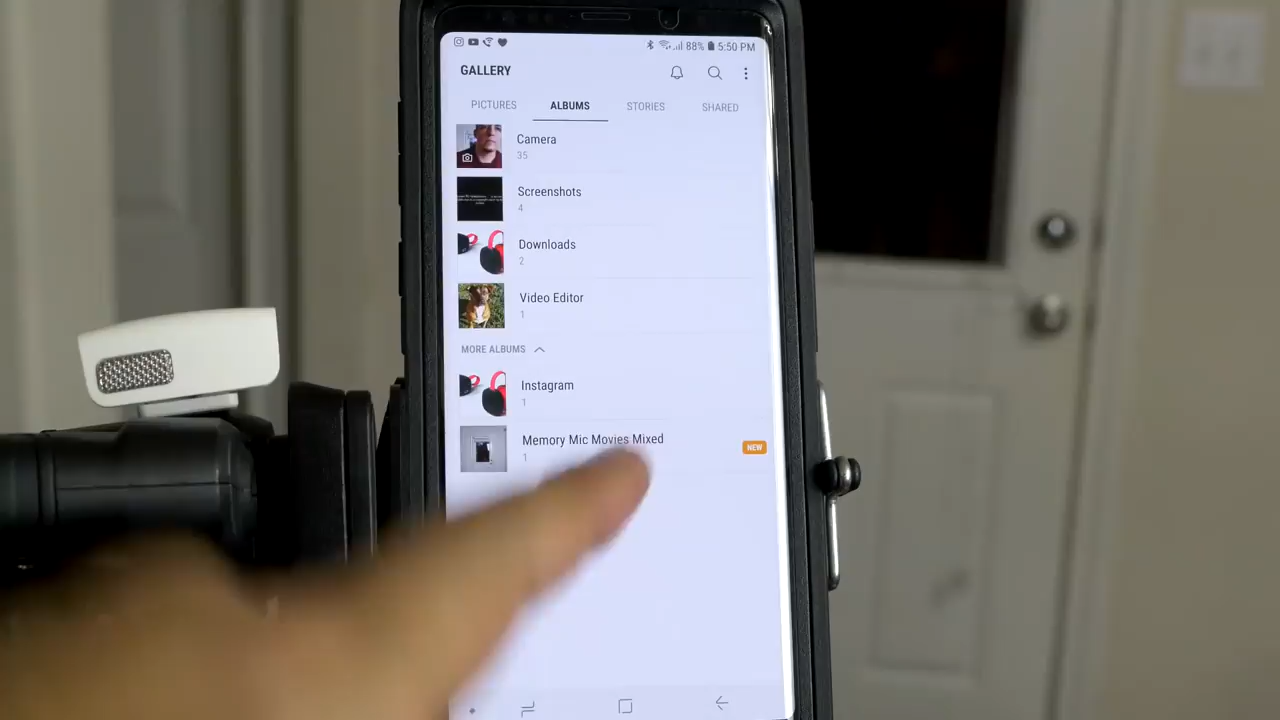 88% 5:50 PM
GALLERY
PICTURES ALBUMS STORIES SHARED
Camera
35
Screenshots
4
Downloads
2
Video Editor
1
MORE ALBUMS
Instagram
1
Memory Mic Movies Mixed
1
NEW